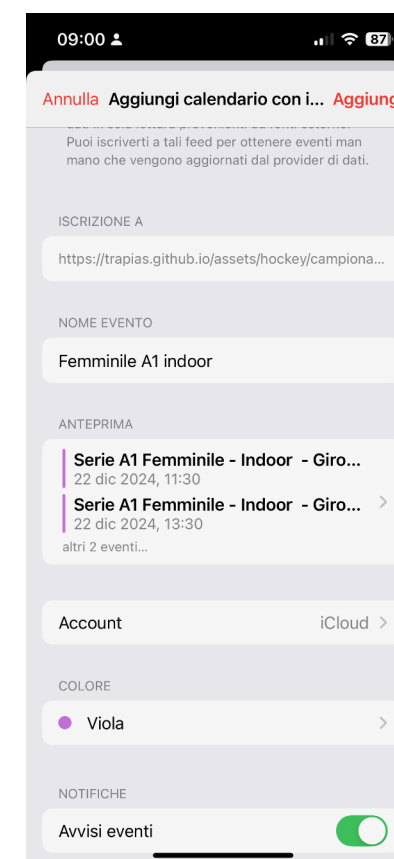 09:00
87
Annulla Aggiungi calendario con i... Aggiung
Puoi iscriverti a tali feed per ottenere eventi man
mano che vengono aggiornati dal provider di dati.
ISCRIZIONE A
https://trapias.github.io/assets/hockey/campiona...
NOME EVENTO
Femminile A1 indoor
ANTEPRIMA
Serie A1 Femminile - Indoor - Giro...
22 dic 2024, 11:30
Serie A1 Femminile - Indoor - Giro...
22 dic 2024, 13:30
altri 2 eventi...
Account iCloud
COLORE
Viola
NOTIFICHE
Avvisi eventi